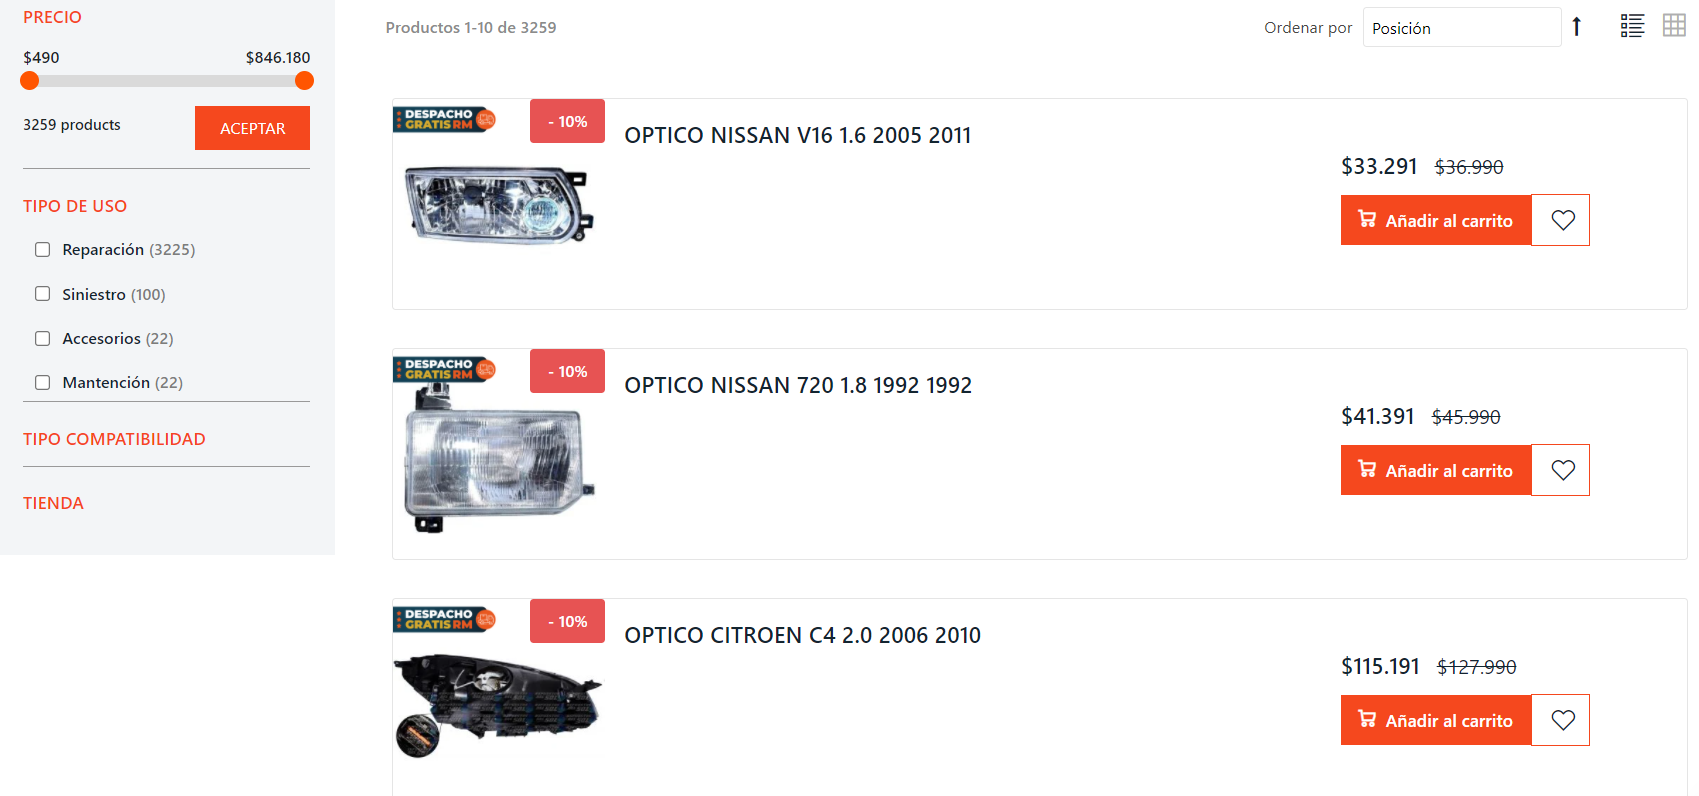 PRECIO
$490 $846.180
3259 products ACEPTAR
TIPO DE USO
Reparación (3225)
Siniestro (100)
Accesorios (22)
Mantención (22)
TIPO COMPATIBILIDAD
TIENDA
Productos 1-10 de 3259
Ordenar por Posición
DESPACHO
GRATIS RM
- 10%
OPTICO NISSAN V16 1.6 2005 2011
$33.291 $36.990
Añadir al carrito
DESPACHO
GRATIS RM
- 10%
OPTICO NISSAN 720 1.8 1992 1992
$41.391 $45.990
Añadir al carrito
DESPACHO
GRATIS RM
- 10%
OPTICO CITROEN C4 2.0 2006 2010
$115.191 $127.990
Añadir al carrito